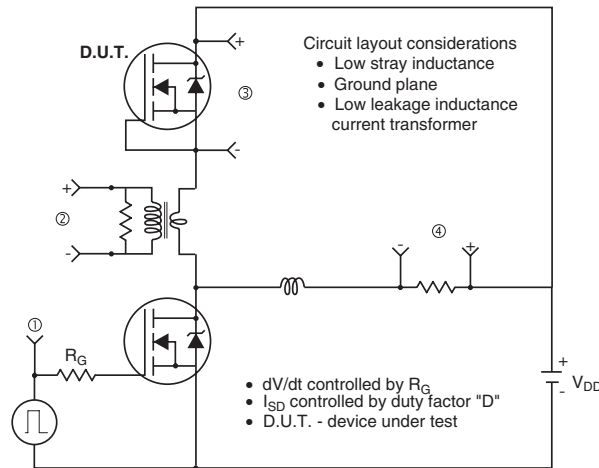 D.U.T.
+
③
-
Circuit layout considerations
• Low stray inductance
• Ground plane
• Low leakage inductance
current transformer
+
②
-
-
④
+
①
R_G
+
V_DD
-
• dV/dt controlled by R_G
• I_SD controlled by duty factor "D"
• D.U.T. - device under test